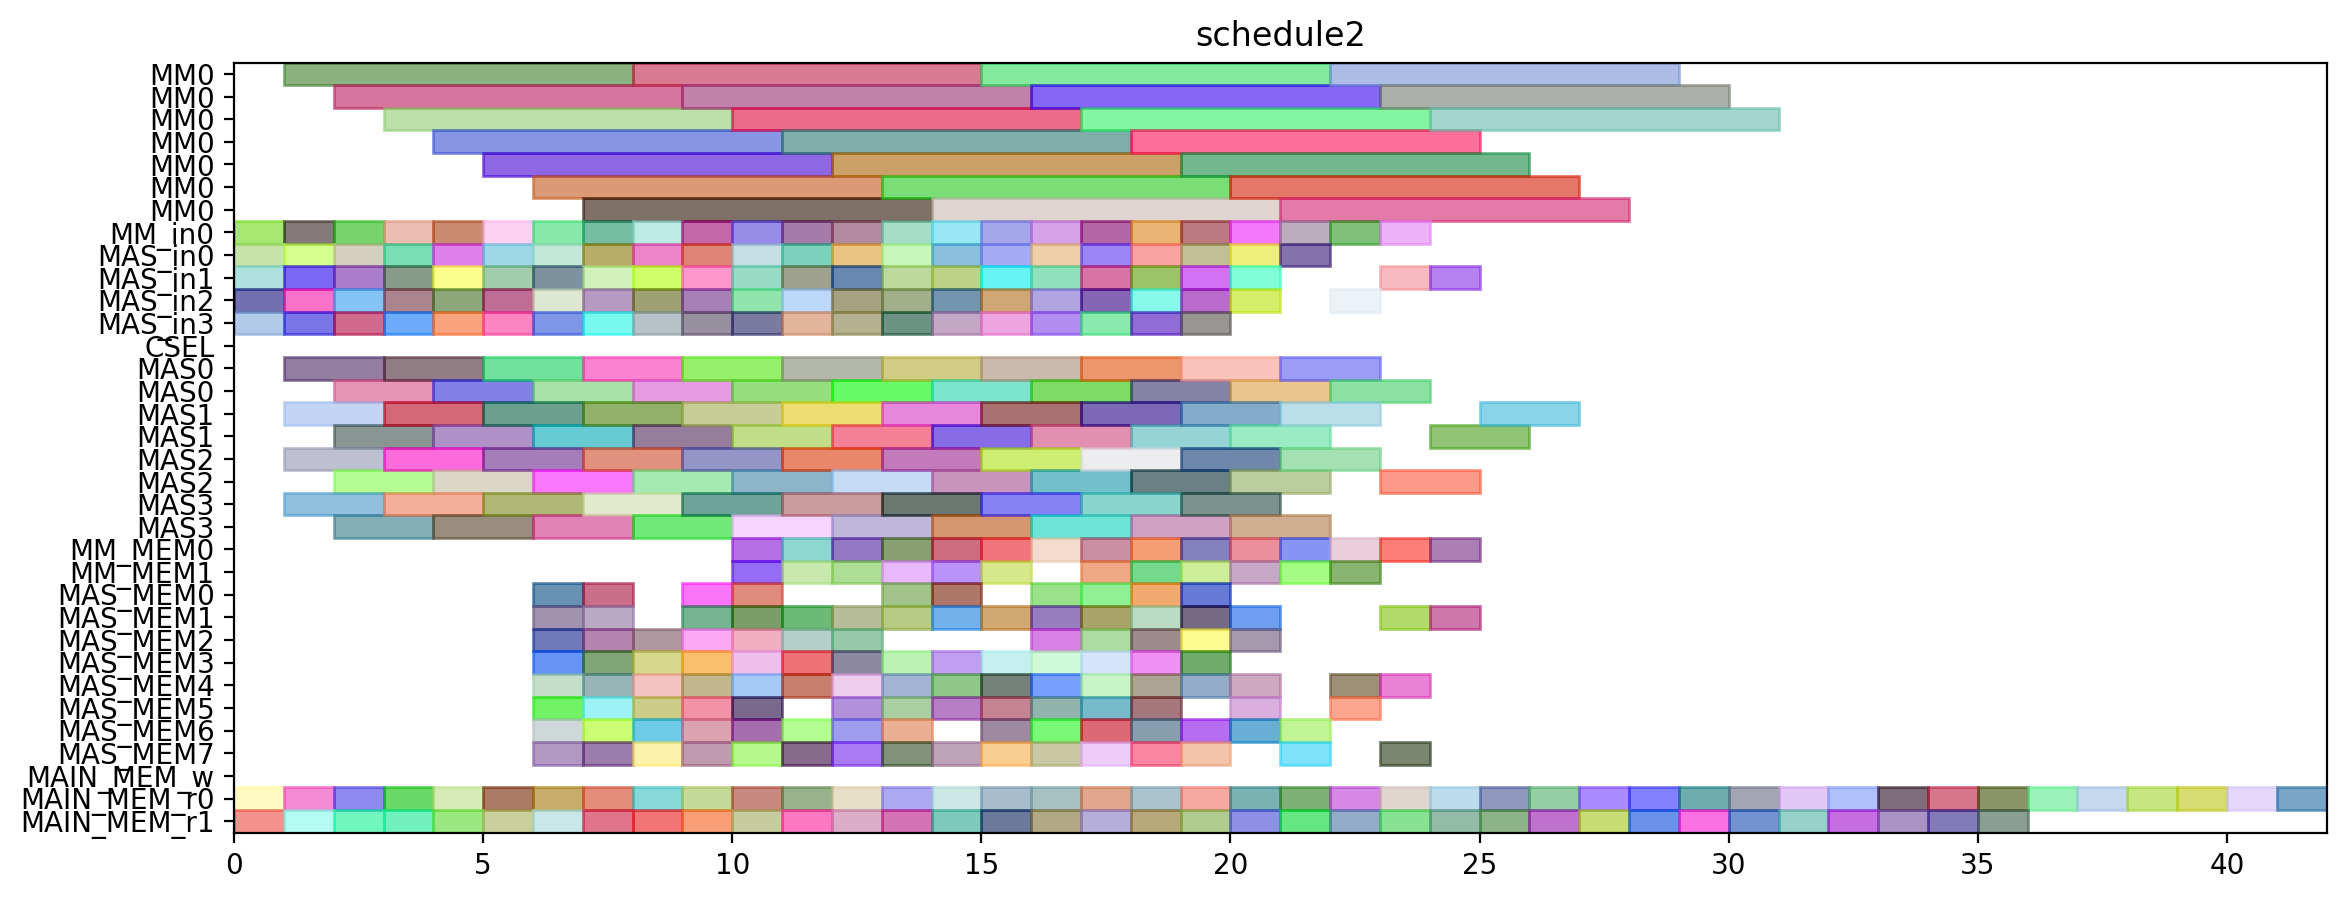 schedule2
MM0
MM0
MM0
MM0
MM0
MM0
MM0
MM_in0
MAS_in0
MAS_in1
MAS_in2
MAS_in3
CSEL
MAS0
MAS0
MAS1
MAS1
MAS2
MAS2
MAS3
MAS3
MM_MEM0
MM_MEM1
MAS_MEM0
MAS_MEM1
MAS_MEM2
MAS_MEM3
MAS_MEM4
MAS_MEM5
MAS_MEM6
MAS_MEM7
MAIN_MEM_w
MAIN_MEM_r0
MAIN_MEM_r1
0 5 10 15 20 25 30 35 40